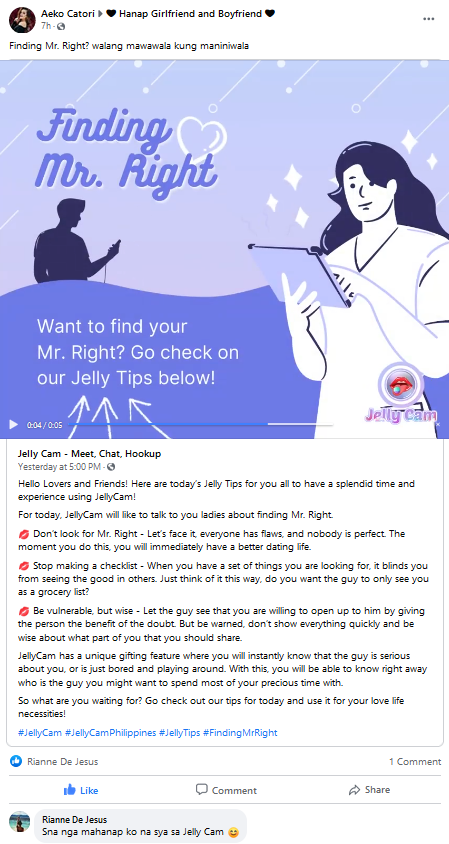 Aeko Catori ▸ 🖤 Hanap Girlfriend and Boyfriend 🖤
7h ·
Finding Mr. Right? walang mawawala kung maniniwala
Finding
Mr. Right
Want to find your
Mr. Right? Go check on
our Jelly Tips below!
Jelly Cam
0:04 / 0:05
Jelly Cam - Meet, Chat, Hookup
Yesterday at 5:00 PM ·
Hello Lovers and Friends! Here are today's Jelly Tips for you all to have a splendid time and
experience using JellyCam!
For today, JellyCam will like to talk to you ladies about finding Mr. Right.
💋 Don't look for Mr. Right - Let's face it, everyone has flaws, and nobody is perfect. The
moment you do this, you will immediately have a better dating life.
💋 Stop making a checklist - When you have a set of things you are looking for, it blinds you
from seeing the good in others. Just think of it this way, do you want the guy to only see you
as a grocery list?
💋 Be vulnerable, but wise - Let the guy see that you are willing to open up to him by giving
the person the benefit of the doubt. But be warned, don't show everything quickly and be
wise about what part of you that you should share.
JellyCam has a unique gifting feature where you will instantly know that the guy is serious
about you, or is just bored and playing around. With this, you will be able to know right away
who is the guy you might want to spend most of your precious time with.
So what are you waiting for? Go check out our tips for today and use it for your love life
necessities!
#JellyCam #JellyCamPhilippines #JellyTips #FindingMrRight
Rianne De Jesus
1 Comment
Like
Comment
Share
Rianne De Jesus
Sna nga mahanap ko na sya sa Jelly Cam 😄